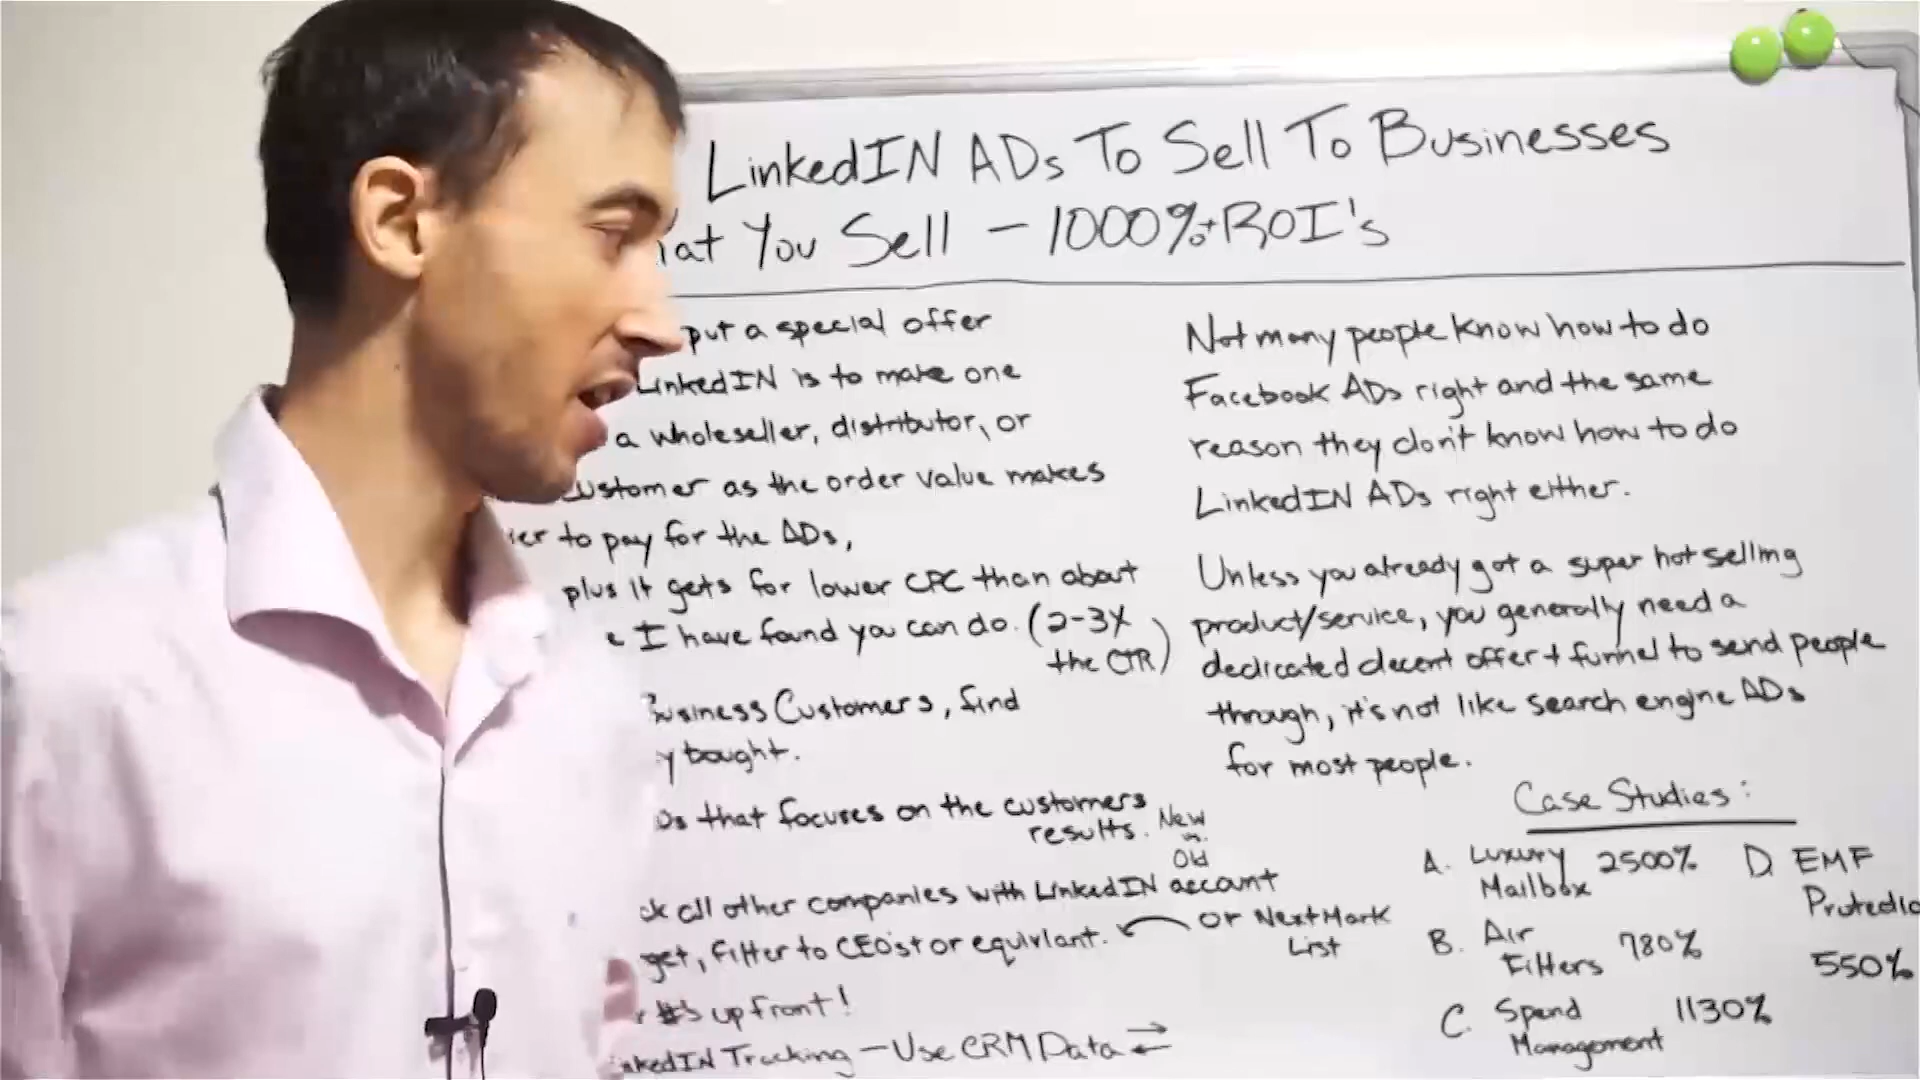 LinkedIN ADs To Sell To Businesses
You Sell - 1000%+ ROI's
put a special offer
LinkedIN is to make one
a wholeseller, distributor, or
customer as the order value makes
to pay for the ADs,
plus it gets for lower CPC than about
I have found you can do. (2-3X
the CTR)
Business Customers, find
bought.
that focuses on the customers
results. New
vs.
Old
all other companies with LinkedIN account
filter to CEO's + or equivlant.
or NextMark
List
up front!
LinkedIN Tracking - Use CRM Data
Not many people know how to do
Facebook ADs right and the same
reason they don't know how to do
LinkedIN ADs right either.
Unless you already got a super hot selling
product/service, you generally need a
dedicated decent offer + funnel to send people
through, it's not like search engine ADs
for most people.
Case Studies:
A. Luxury 2500%
Mailbox
B. Air 780%
Filters
C. Spend 1130%
Management
D. EMF
550%